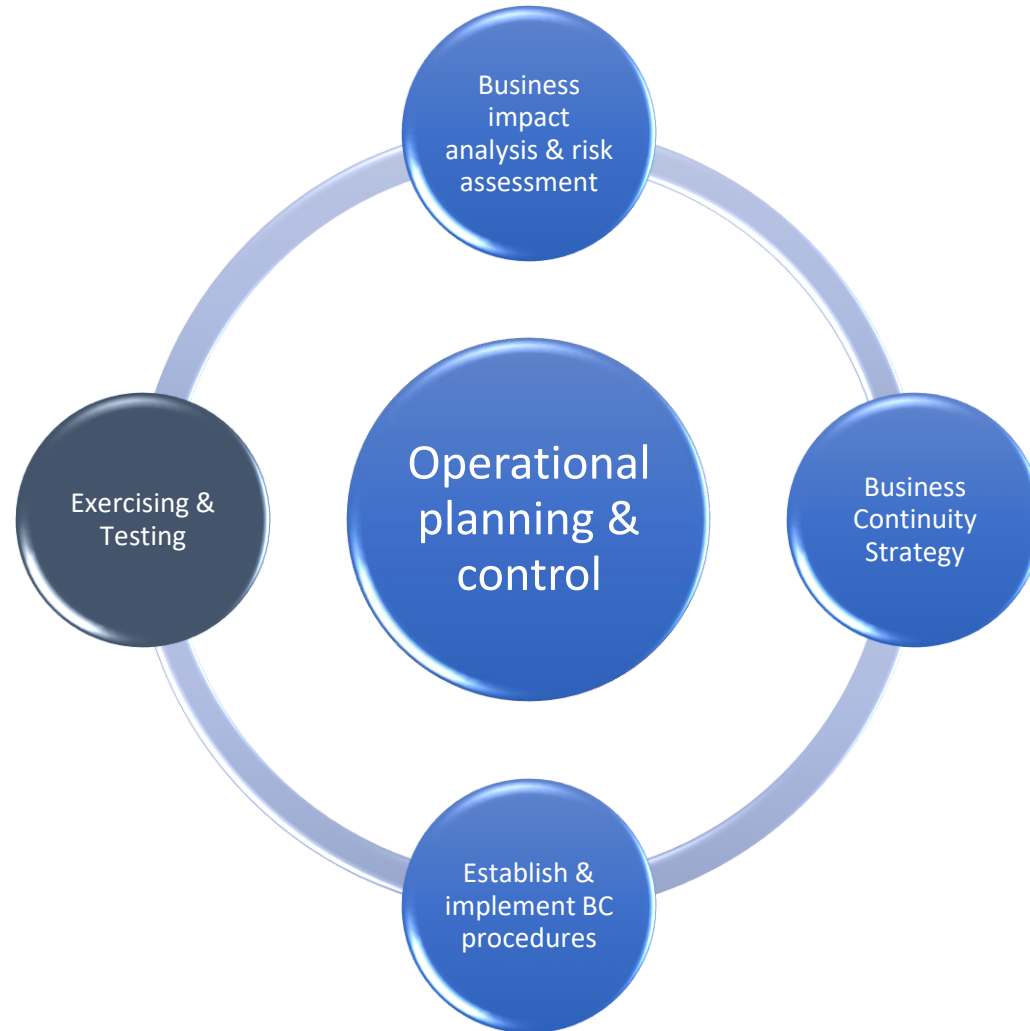 Business
impact
analysis & risk
assessment
Operational
planning &
control
Exercising &
Testing
Business
Continuity
Strategy
Establish &
implement BC
procedures